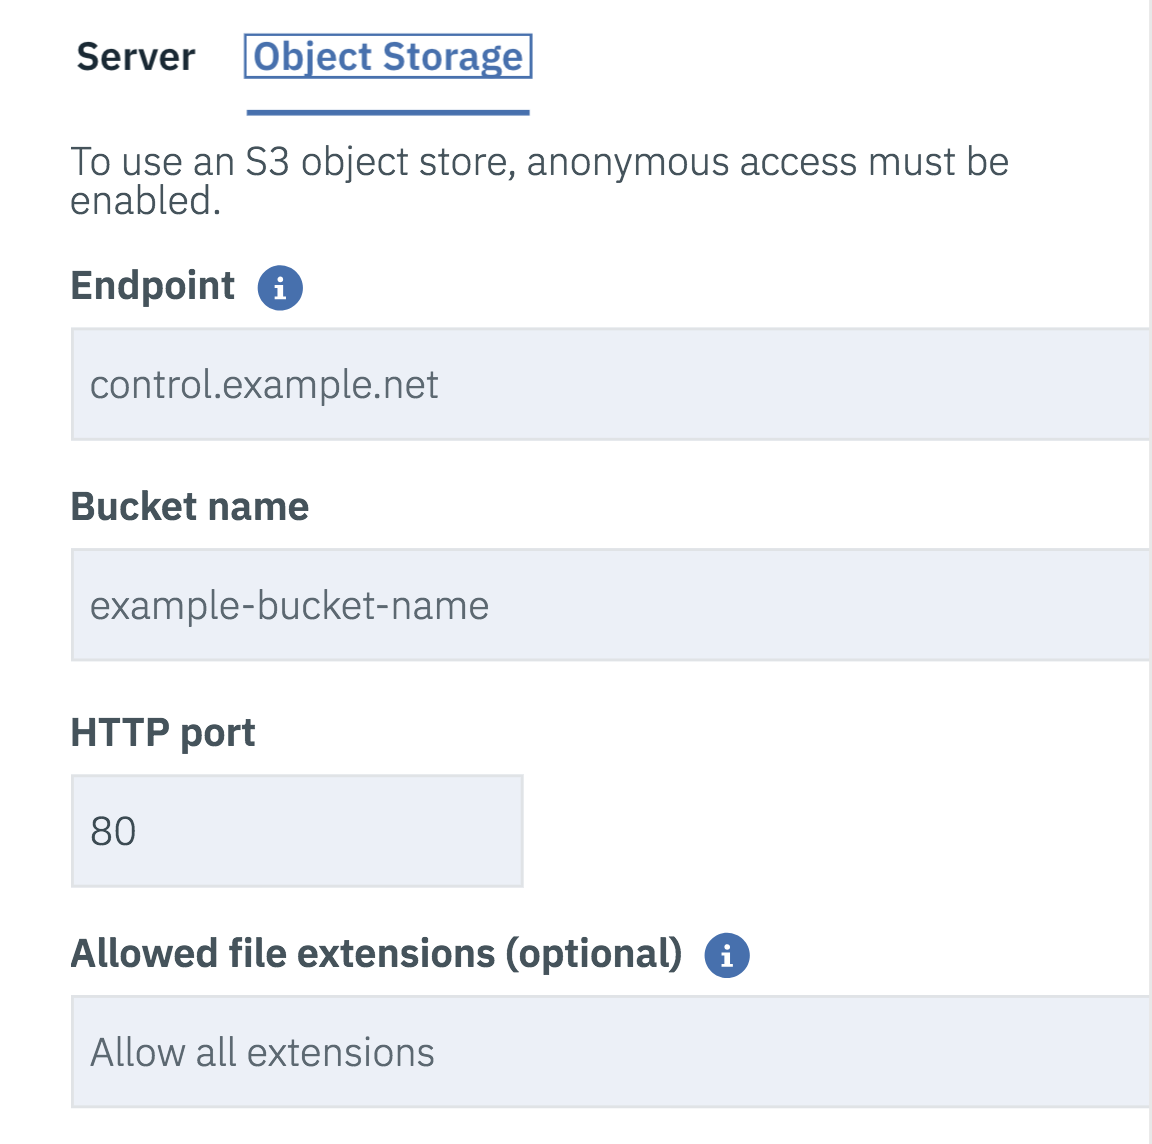 Server Object Storage
To use an S3 object store, anonymous access must be
enabled.
Endpoint i
control.example.net
Bucket name
example-bucket-name
HTTP port
80
Allowed file extensions (optional) i
Allow all extensions